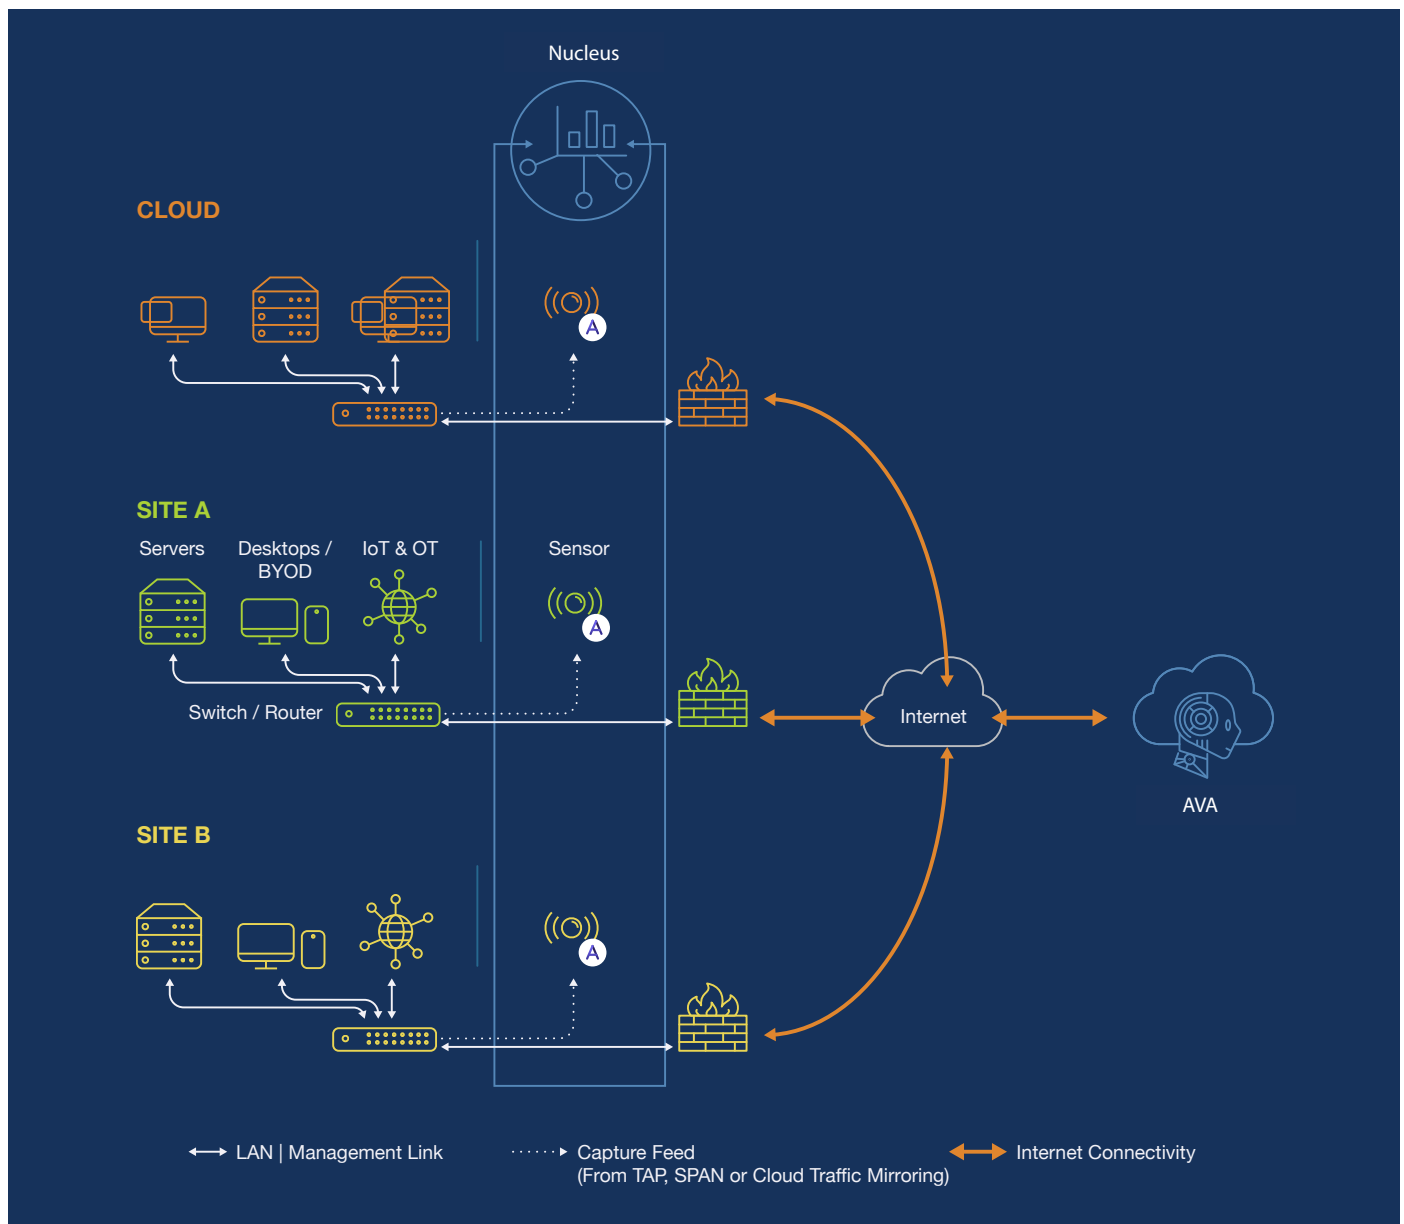 Nucleus
CLOUD
A
SITE A
Servers
Desktops /
BYOD
IoT & OT
Sensor
A
Switch / Router
Internet
AVA
SITE B
A
LAN | Management Link
Capture Feed
(From TAP, SPAN or Cloud Traffic Mirroring)
Internet Connectivity